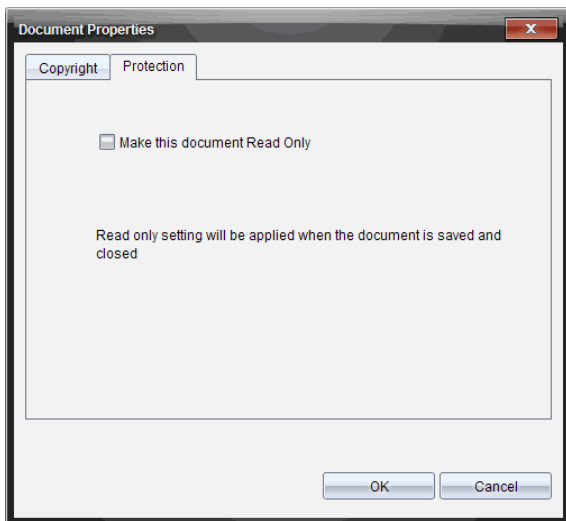 Document Properties
X
Copyright
Protection
Make this document Read Only
Read only setting will be applied when the document is saved and
closed
OK
Cancel